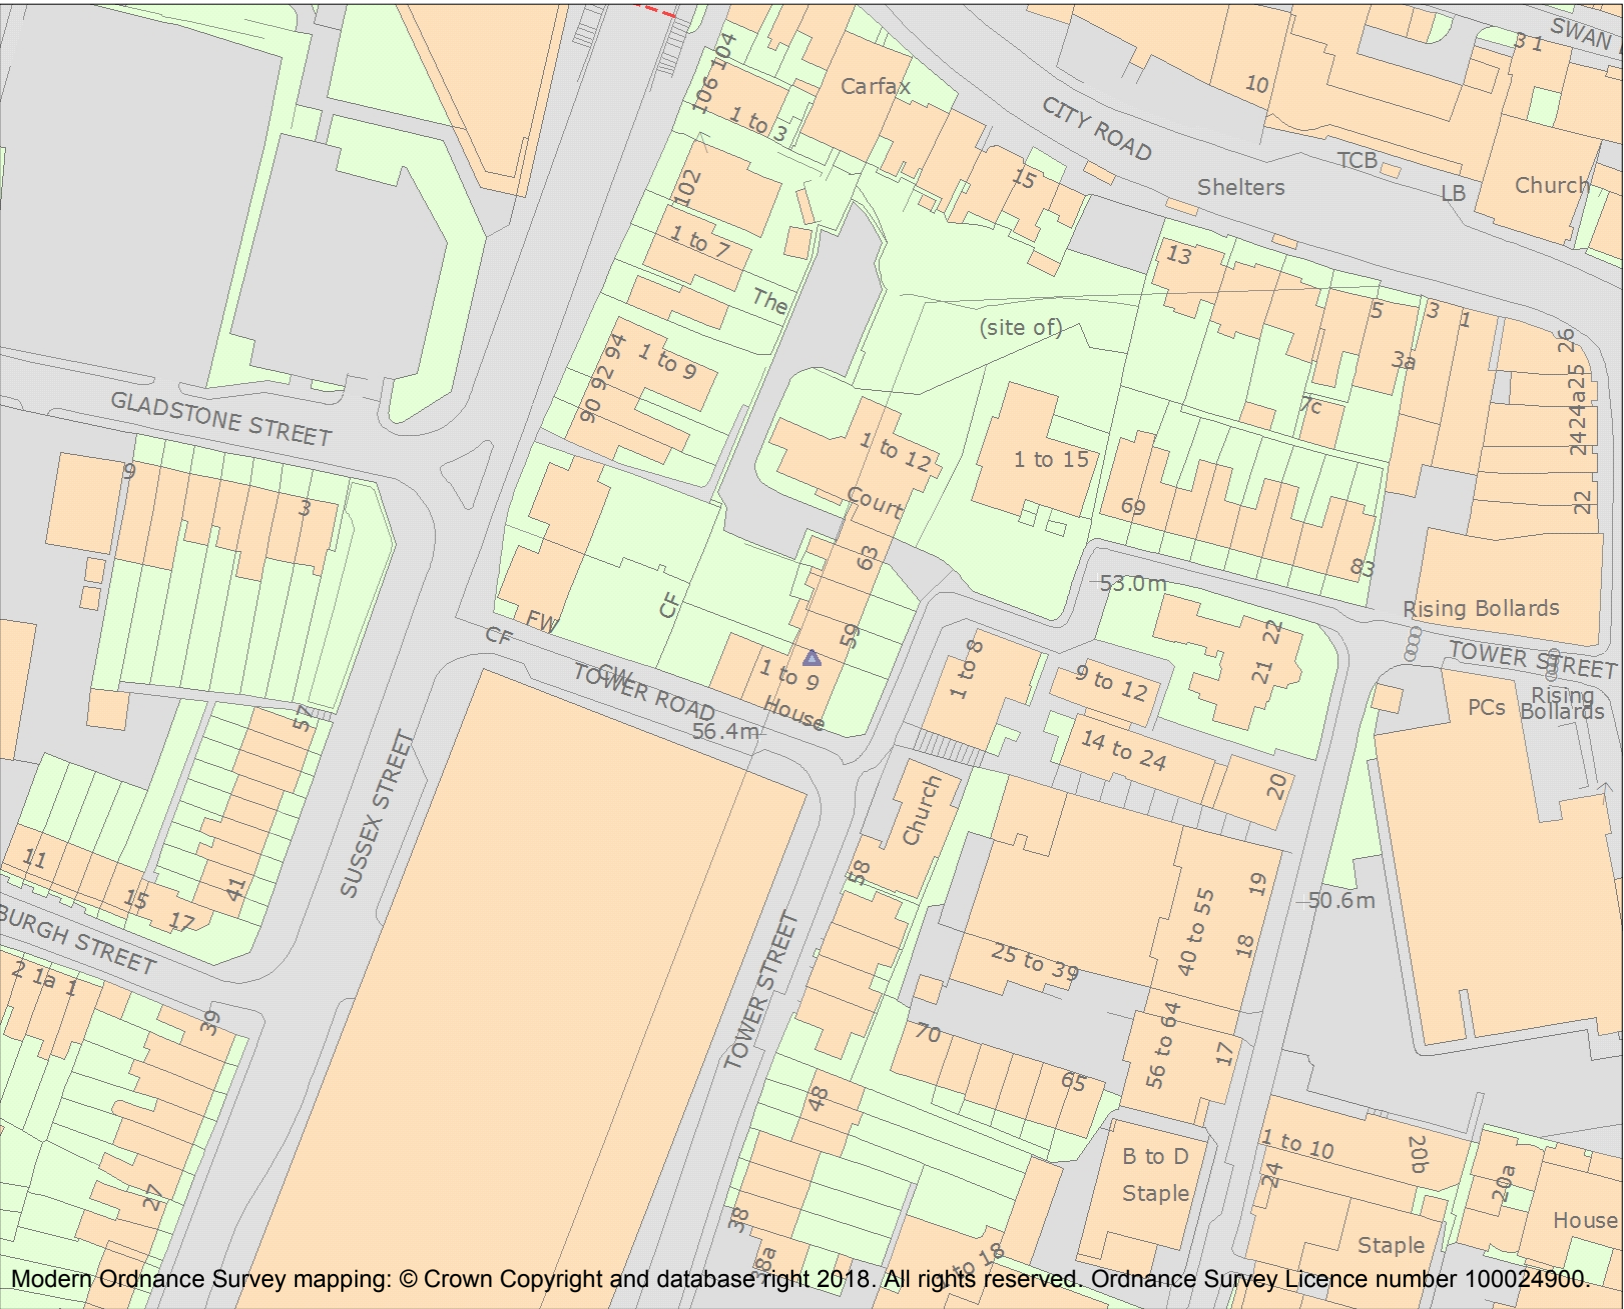 SWAN
3 1
104
106
Carfax
10
1 to 3
CITY ROAD
TCB
Shelters
LB
Church
15
102
1 to 7
13
The
(site of)
5
3
1
26
3a
94
1 to 9
92
90
25
24a
24
7c
GLADSTONE STREET
1 to 12
1 to 15
9
3
Court
69
22
63
83
53.0m
CF
FW
CF
59
Rising Bollards
22
21
TOWER STREET
1 to 8
9 to 12
1 to 9
CW
TOWER ROAD
House
56.4m
PCs
Rising
Bollards
57
14 to 24
20
SUSSEX STREET
Church
58
11
15
17
41
19
18
50.6m
40 to 55
25 to 39
BURGH STREET
2 1a 1
39
TOWER STREET
70
65
56 to 64
17
48
27
B to D
Staple
1 to 10
20b
24
20a
38
38a
to 18
House
Staple
Modern Ordnance Survey mapping: © Crown Copyright and database right 2018. All rights reserved. Ordnance Survey Licence number 100024900.